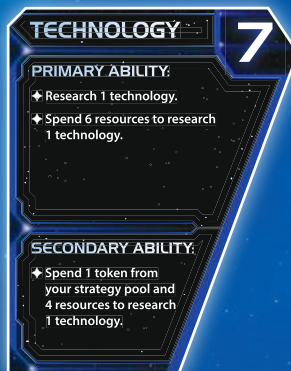 TECHNOLOGY
7
PRIMARY ABILITY:
✦ Research 1 technology.
✦ Spend 6 resources to research
1 technology.
SECONDARY ABILITY:
✦ Spend 1 token from
your strategy pool and
4 resources to research
1 technology.